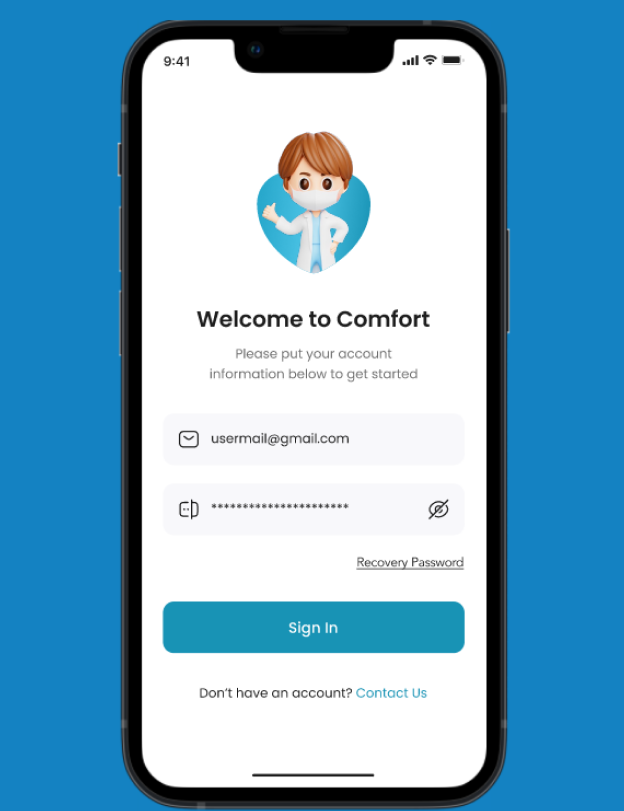 9:41
Welcome to Comfort
Please put your account
information below to get started
usermail@gmail.com
**********************
Recovery Password
Sign In
Don't have an account? Contact Us